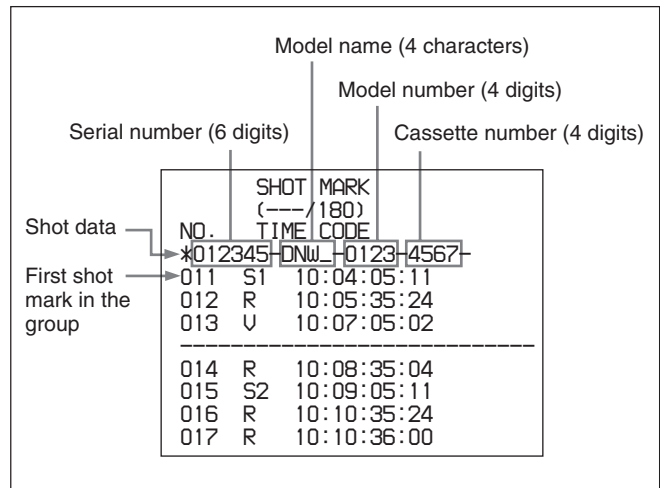 Model name (4 characters)
Model number (4 digits)
Serial number (6 digits)
Cassette number (4 digits)
SHOT MARK
(---/180)
NO. TIME CODE
Shot data
*012345-DNW_-0123-4567-
First shot
mark in the
group
011 S1 10:04:05:11
012 R 10:05:35:24
013 V 10:07:05:02
------------------------------
014 R 10:08:35:04
015 S2 10:09:05:11
016 R 10:10:35:24
017 R 10:10:36:00